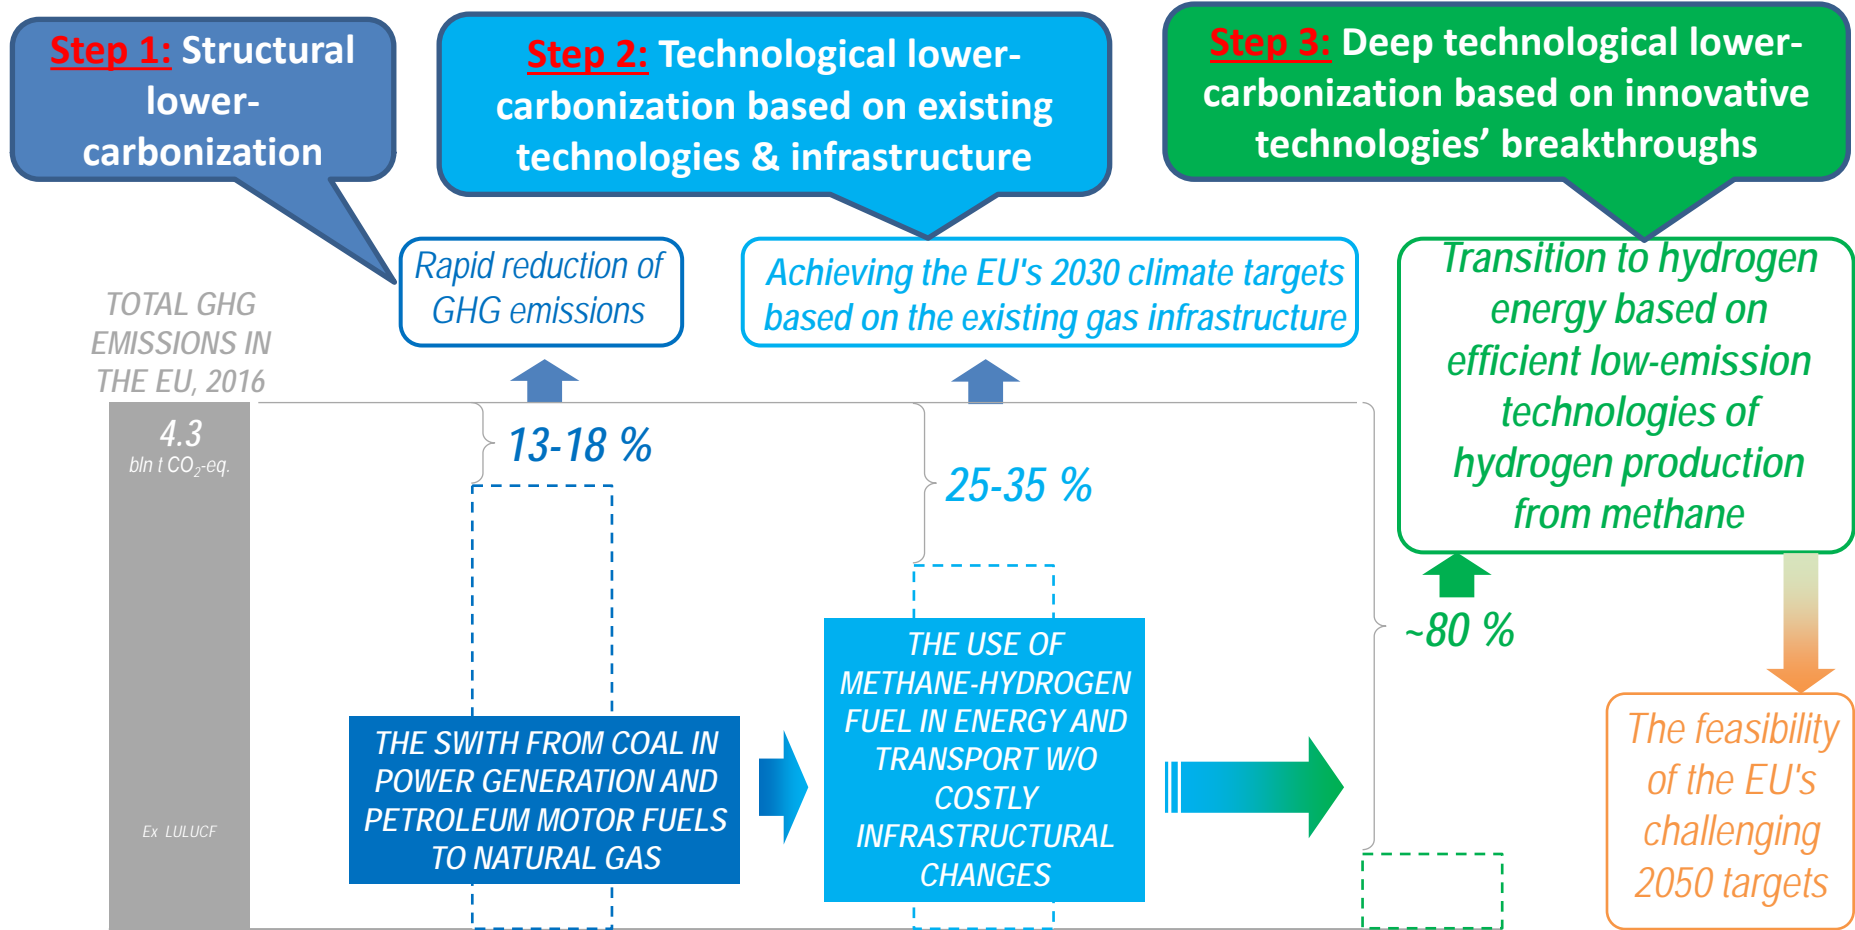 Step 1: Structural
lower-
carbonization
Step 2: Technological lower-
carbonization based on existing
technologies & infrastructure
Step 3: Deep technological lower-
carbonization based on innovative
technologies’ breakthroughs
Rapid reduction of
GHG emissions
Achieving the EU's 2030 climate targets
based on the existing gas infrastructure
Transition to hydrogen
energy based on
efficient low-emission
technologies of
hydrogen production
from methane
TOTAL GHG
EMISSIONS IN
THE EU, 2016
4.3
bln t CO₂-eq.
Ex LULUCF
13-18 %
25-35 %
~80 %
THE SWITH FROM COAL IN
POWER GENERATION AND
PETROLEUM MOTOR FUELS
TO NATURAL GAS
THE USE OF
METHANE-HYDROGEN
FUEL IN ENERGY AND
TRANSPORT W/O
COSTLY
INFRASTRUCTURAL
CHANGES
The feasibility
of the EU's
challenging
2050 targets